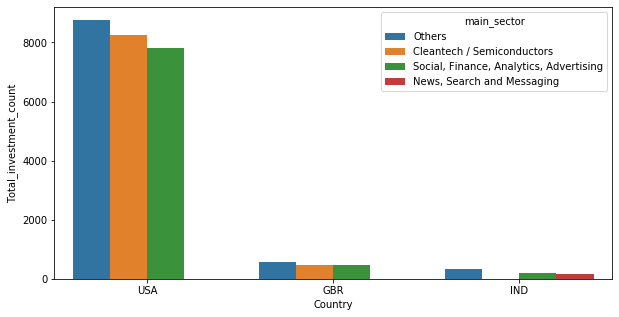 main_sector
Others
Cleantech / Semiconductors
Social, Finance, Analytics, Advertising
News, Search and Messaging
Total_investment_count
8000
6000
4000
2000
0
USA
GBR
IND
Country